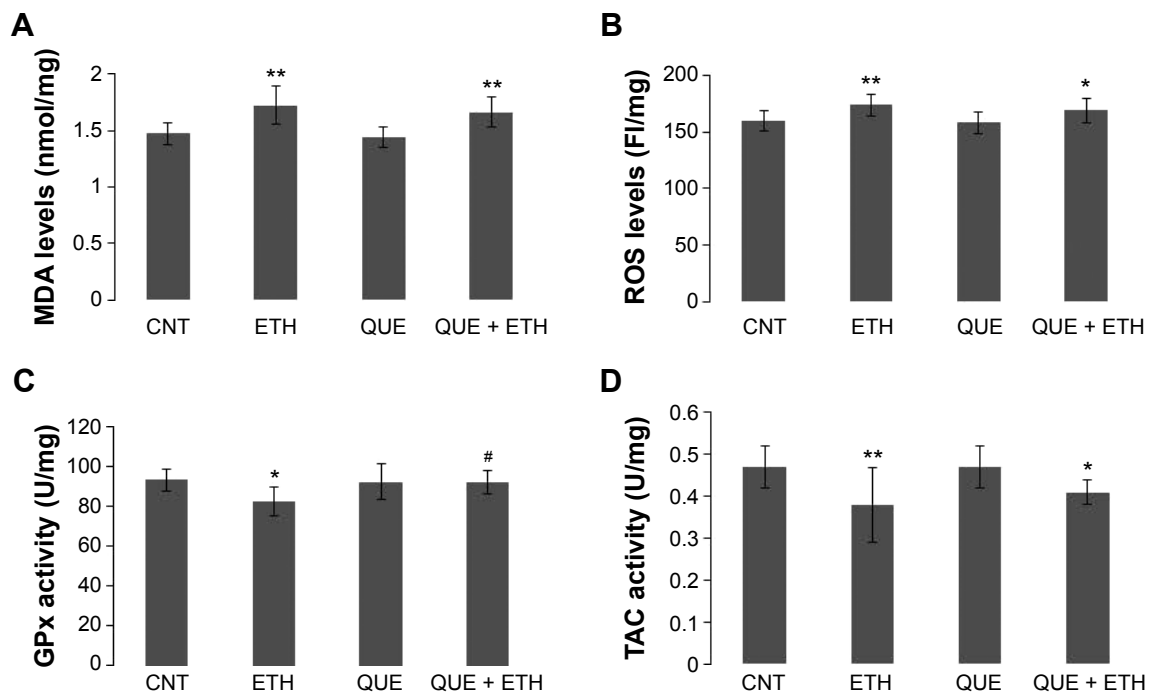 A
MDA levels (nmol/mg)
2
1.5
1
0.5
0
**
**
CNT
ETH
QUE
QUE + ETH
B
ROS levels (FI/mg)
200
150
100
50
0
**
*
CNT
ETH
QUE
QUE + ETH
C
GPx activity (U/mg)
120
100
80
60
40
20
0
*
#
CNT
ETH
QUE
QUE + ETH
D
TAC activity (U/mg)
0.6
0.5
0.4
0.3
0.2
0.1
0
**
*
CNT
ETH
QUE
QUE + ETH